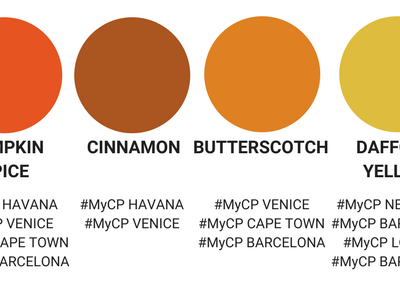 MPKIN
PICE
HAVANA
P VENICE
APE TOWN
ARCELONA
CINNAMON
#MyCP HAVANA
#MyCP VENICE
BUTTERSCOTCH
#MyCP VENICE
#MyCP CAPE TOWN
#MyCP BARCELONA
DAFF
YELL
#MyCP NE
#MyCP BAR
#MyCP L
#MyCP BAR